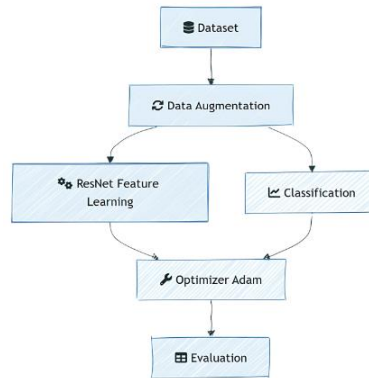 Dataset
Data Augmentation
ResNet Feature
Learning
Classification
Optimizer Adam
Evaluation